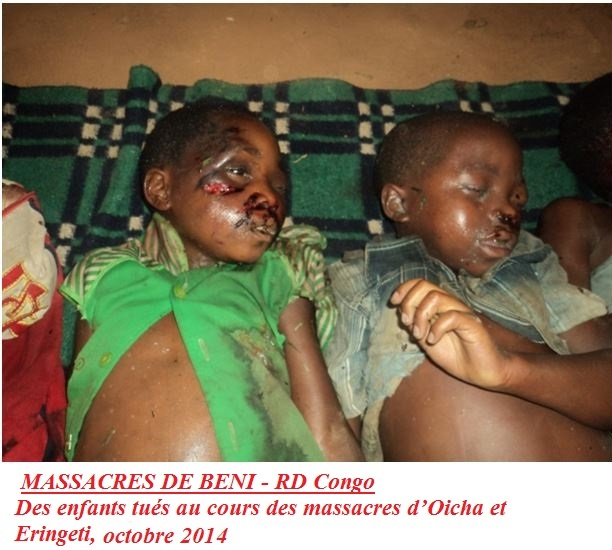 MASSACRES DE BENI - RD Congo
Des enfants tués au cours des massacres d’Oicha et
Eringeti, octobre 2014